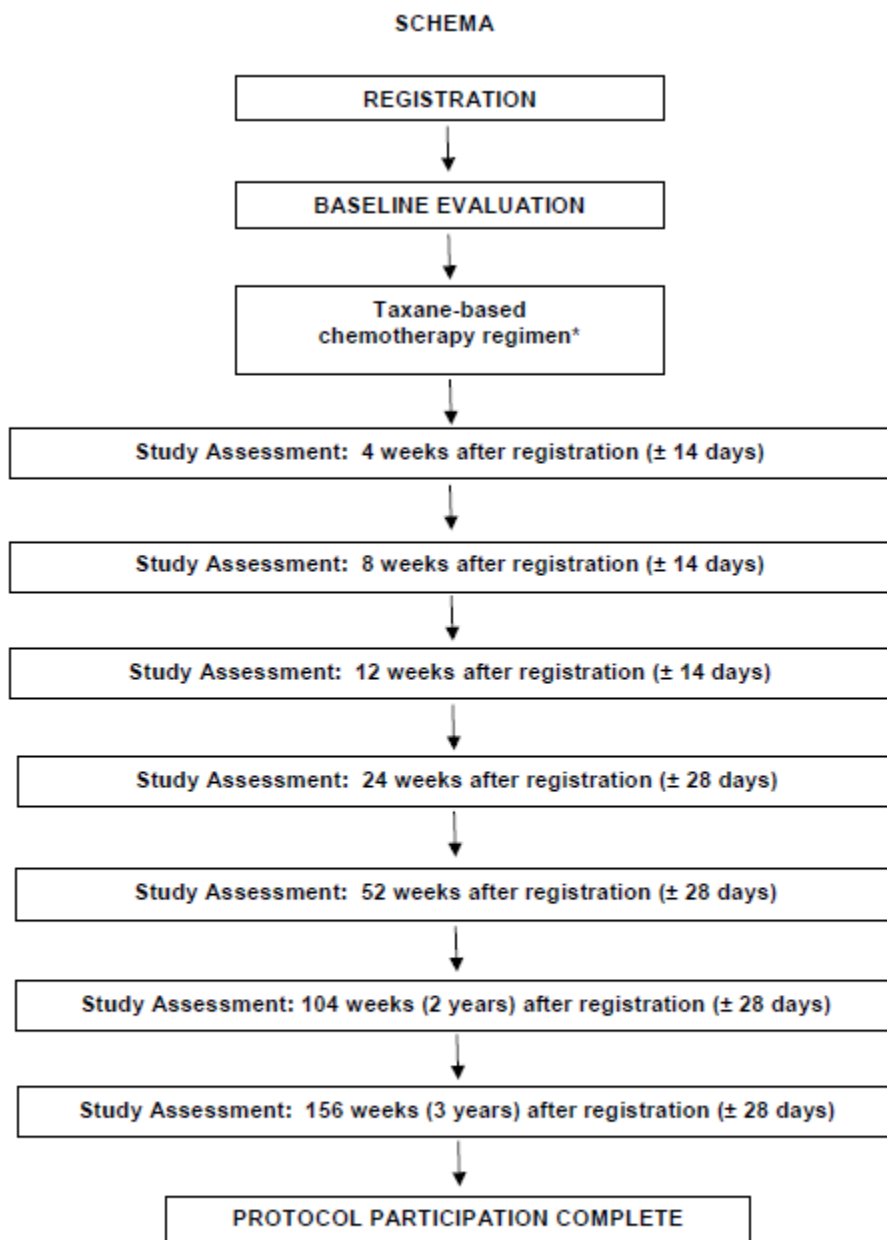 SCHEMA
REGISTRATION
BASELINE EVALUATION
Taxane-based
chemotherapy regimen*
Study Assessment: 4 weeks after registration (± 14 days)
Study Assessment: 8 weeks after registration (± 14 days)
Study Assessment: 12 weeks after registration (± 14 days)
Study Assessment: 24 weeks after registration (± 28 days)
Study Assessment: 52 weeks after registration (± 28 days)
Study Assessment: 104 weeks (2 years) after registration (± 28 days)
Study Assessment: 156 weeks (3 years) after registration (± 28 days)
PROTOCOL PARTICIPATION COMPLETE